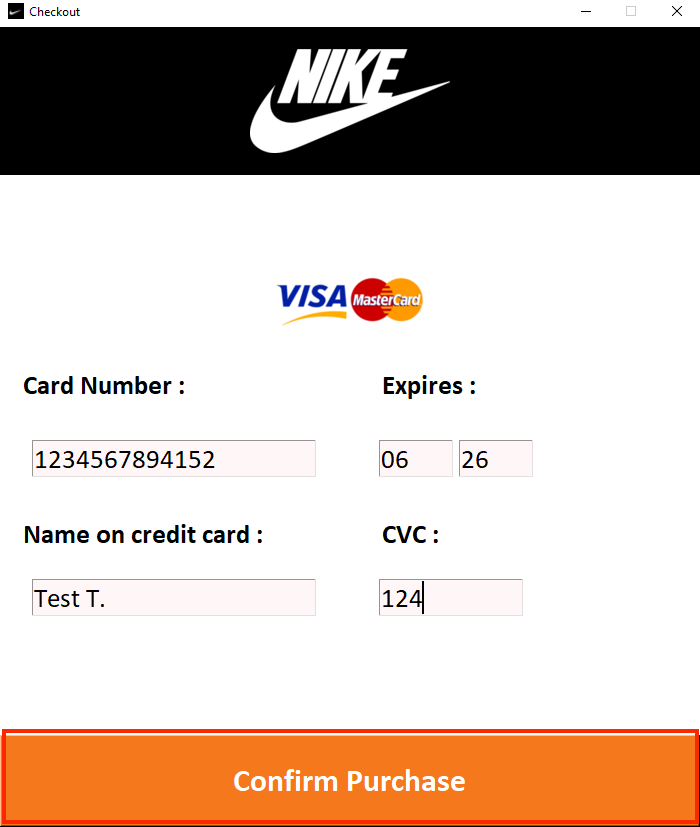 Checkout
NIKE
VISA MasterCard
Card Number : Expires :
1234567894152 06 26
Name on credit card : CVC :
Test T. 124
Confirm Purchase